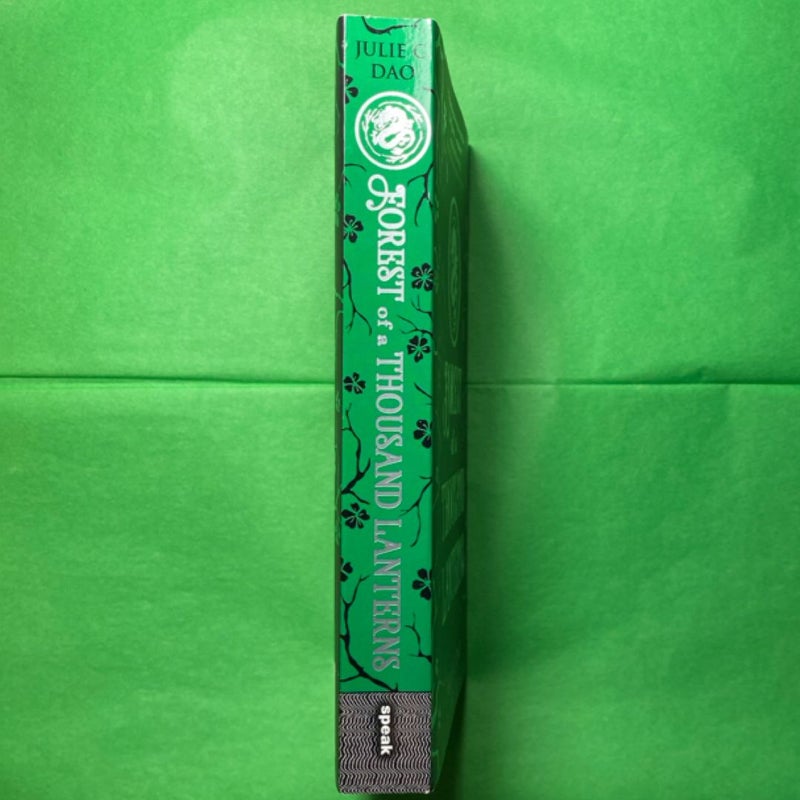 JULIE C
DAO
FOREST of a THOUSAND LANTERNS
speak